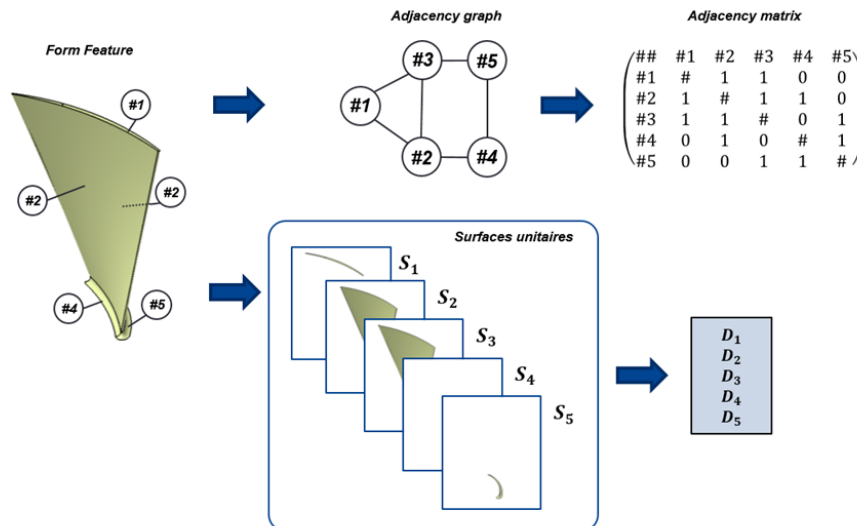 Form Feature
#1
#2
#2
#4
#5
Adjacency graph
#3
#5
#1
#2
#4
Adjacency matrix
## #1 #2 #3 #4 #5
#1 # 1 1 0 0
#2 1 # 1 1 0
#3 1 1 # 0 1
#4 0 1 0 # 1
#5 0 0 1 1 #
Surfaces unitaires
S₁
S₂
S₃
S₄
S₅
D₁
D₂
D₃
D₄
D₅